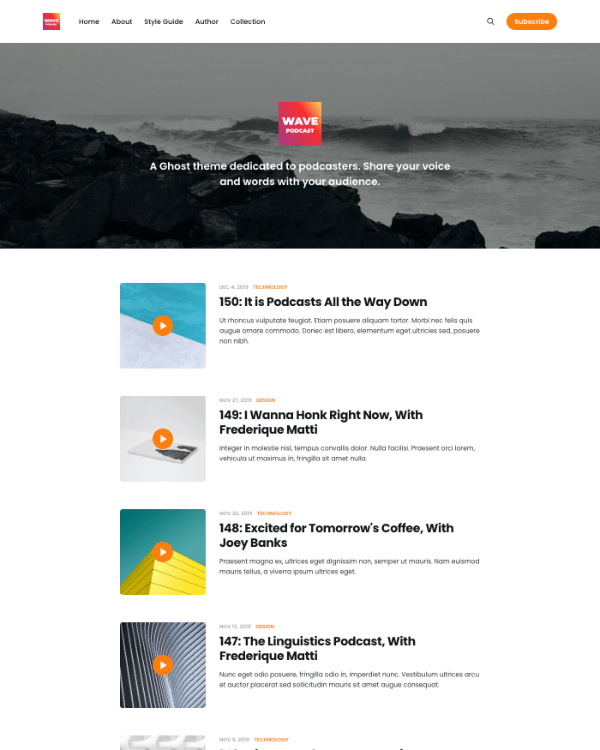 WAVE
PODCAST
Home About Style Guide Author Collection
Subscribe
WAVE
PODCAST
A Ghost theme dedicated to podcasters. Share your voice
and words with your audience.
DEC 4, 2019 TECHNOLOGY
150: It is Podcasts All the Way Down
Ut rhoncus vulputate feugiat. Etiam posuere aliquam tortor. Morbi nec felis quis
augue ornare commodo. Donec est libero, elementum eget ultricies sed, posuere
non nibh.
NOV 27, 2019 DESIGN
149: I Wanna Honk Right Now, With
Frederique Matti
Integer in molestie nisl, tempus convallis dolor. Nulla facilisi. Praesent orci lorem,
vehicula ut maximus in, fringilla sit amet nulla.
NOV 20, 2019 TECHNOLOGY
148: Excited for Tomorrow's Coffee, With
Joey Banks
Praesent magna ex, ultrices eget dignissim non, semper ut mauris. Nam euismod
mauris tellus, a viverra ipsum ultrices eget.
NOV 13, 2019 DESIGN
147: The Linguistics Podcast, With
Frederique Matti
Nunc eget odio posuere, fringilla odio in, imperdiet nunc. Vestibulum ultrices arcu
et auctor placerat sed sollicitudin mauris sit amet augue consequat.
NOV 6, 2019 TECHNOLOGY